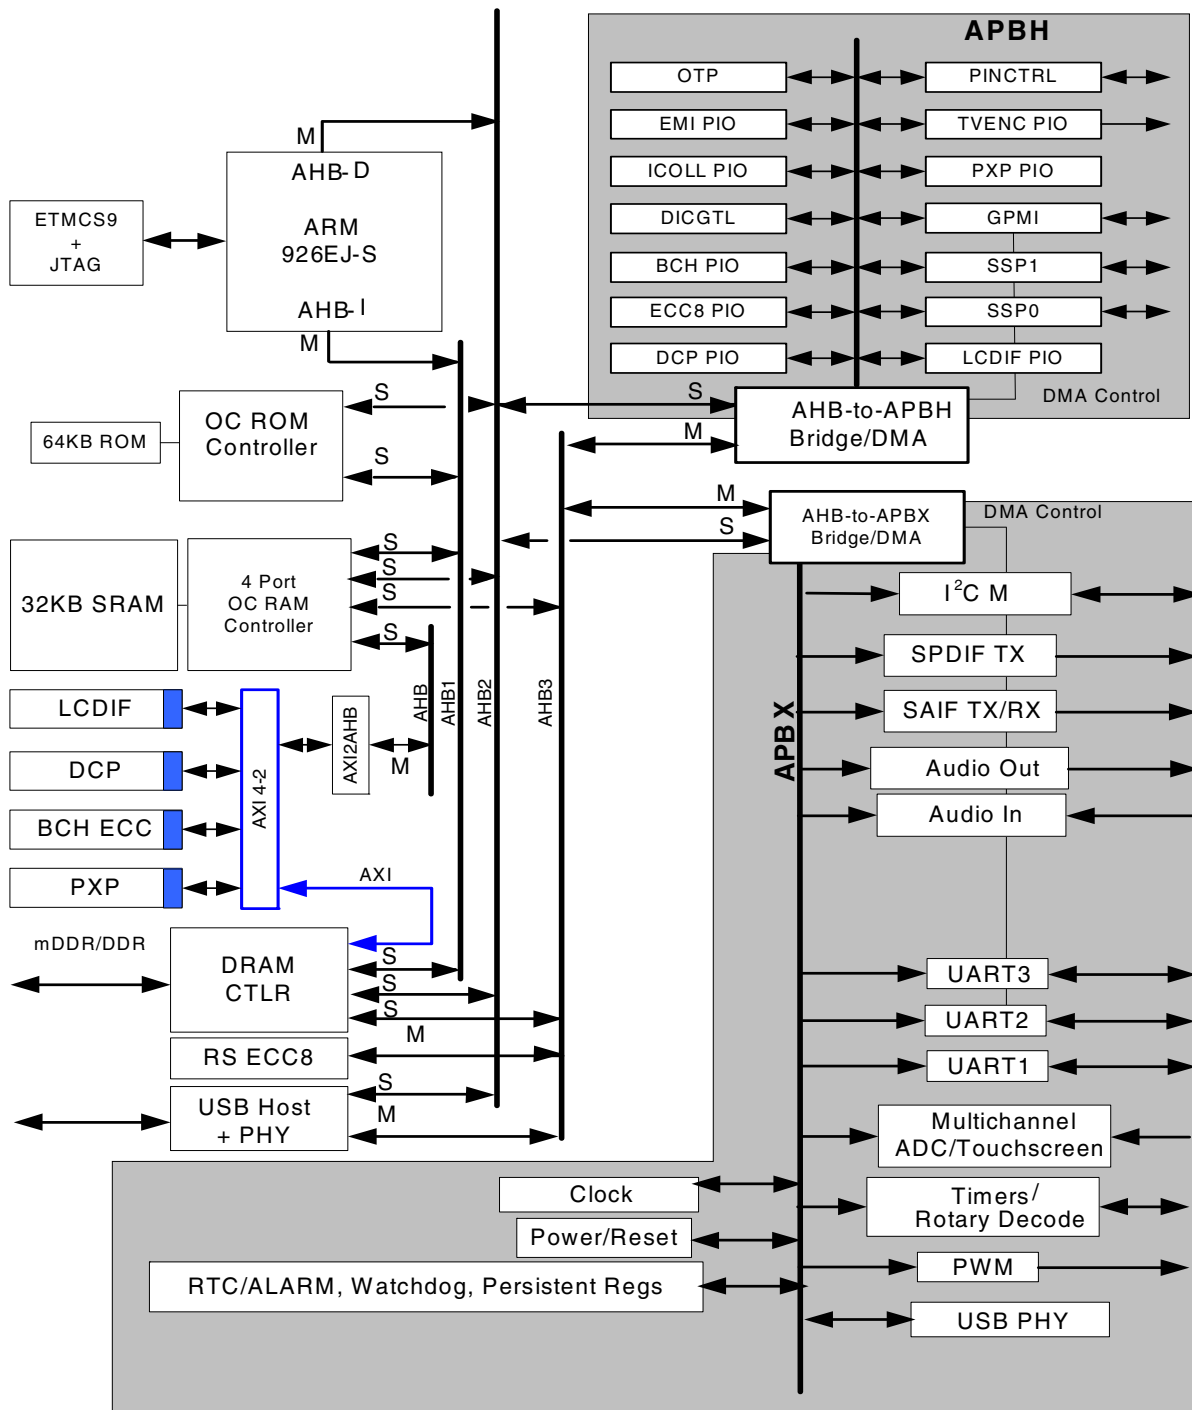 APBH
OTP
PINCTRL
EMI PIO
TVENC PIO
ICOLL PIO
PXP PIO
DICGTL
GPMI
BCH PIO
SSP1
ECC8 PIO
SSP0
DCP PIO
LCDIF PIO
DMA Control
AHB-to-APBH
Bridge/DMA
S
M
M
AHB-D
ARM
926EJ-S
AHB-I
M
ETMCS9
+
JTAG
S
OC ROM
Controller
64KB ROM
S
M
S
AHB-to-APBX
Bridge/DMA
DMA Control
32KB SRAM
4 Port
OC RAM
Controller
S
S
S
S
AHB
AHB1
AHB2
AHB3
LCDIF
DCP
BCH ECC
PXP
AXI 4-2
AXI2AHB
M
AXI
mDDR/DDR
DRAM
CTLR
S
S
S
M
RS ECC8
S
USB Host
+ PHY
M
APBX
I²C M
SPDIF TX
SAIF TX/RX
Audio Out
Audio In
UART3
UART2
UART1
Multichannel
ADC/Touchscreen
Clock
Timers/
Rotary Decode
Power/Reset
PWM
RTC/ALARM, Watchdog, Persistent Regs
USB PHY